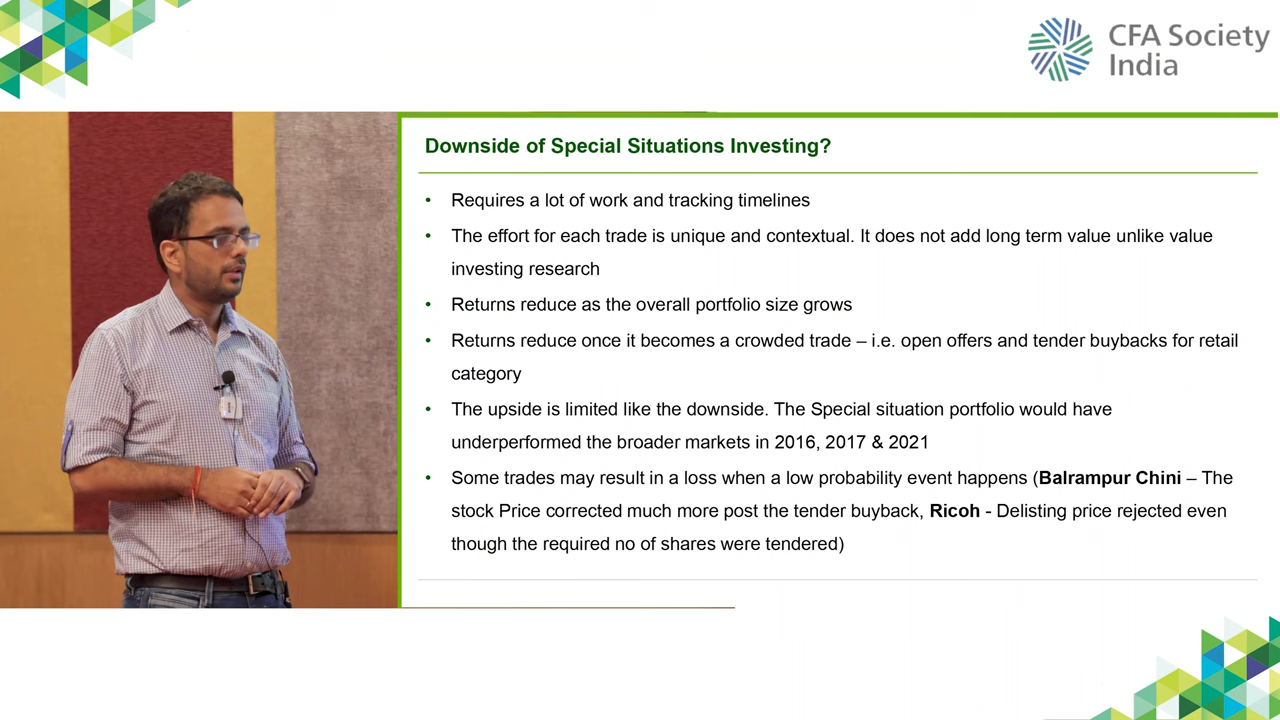 CFA Society
India
Downside of Special Situations Investing?
• Requires a lot of work and tracking timelines
• The effort for each trade is unique and contextual. It does not add long term value unlike value
investing research
• Returns reduce as the overall portfolio size grows
• Returns reduce once it becomes a crowded trade – i.e. open offers and tender buybacks for retail
category
• The upside is limited like the downside. The Special situation portfolio would have
underperformed the broader markets in 2016, 2017 & 2021
• Some trades may result in a loss when a low probability event happens (Balrampur Chini – The
stock Price corrected much more post the tender buyback, Ricoh - Delisting price rejected even
though the required no of shares were tendered)